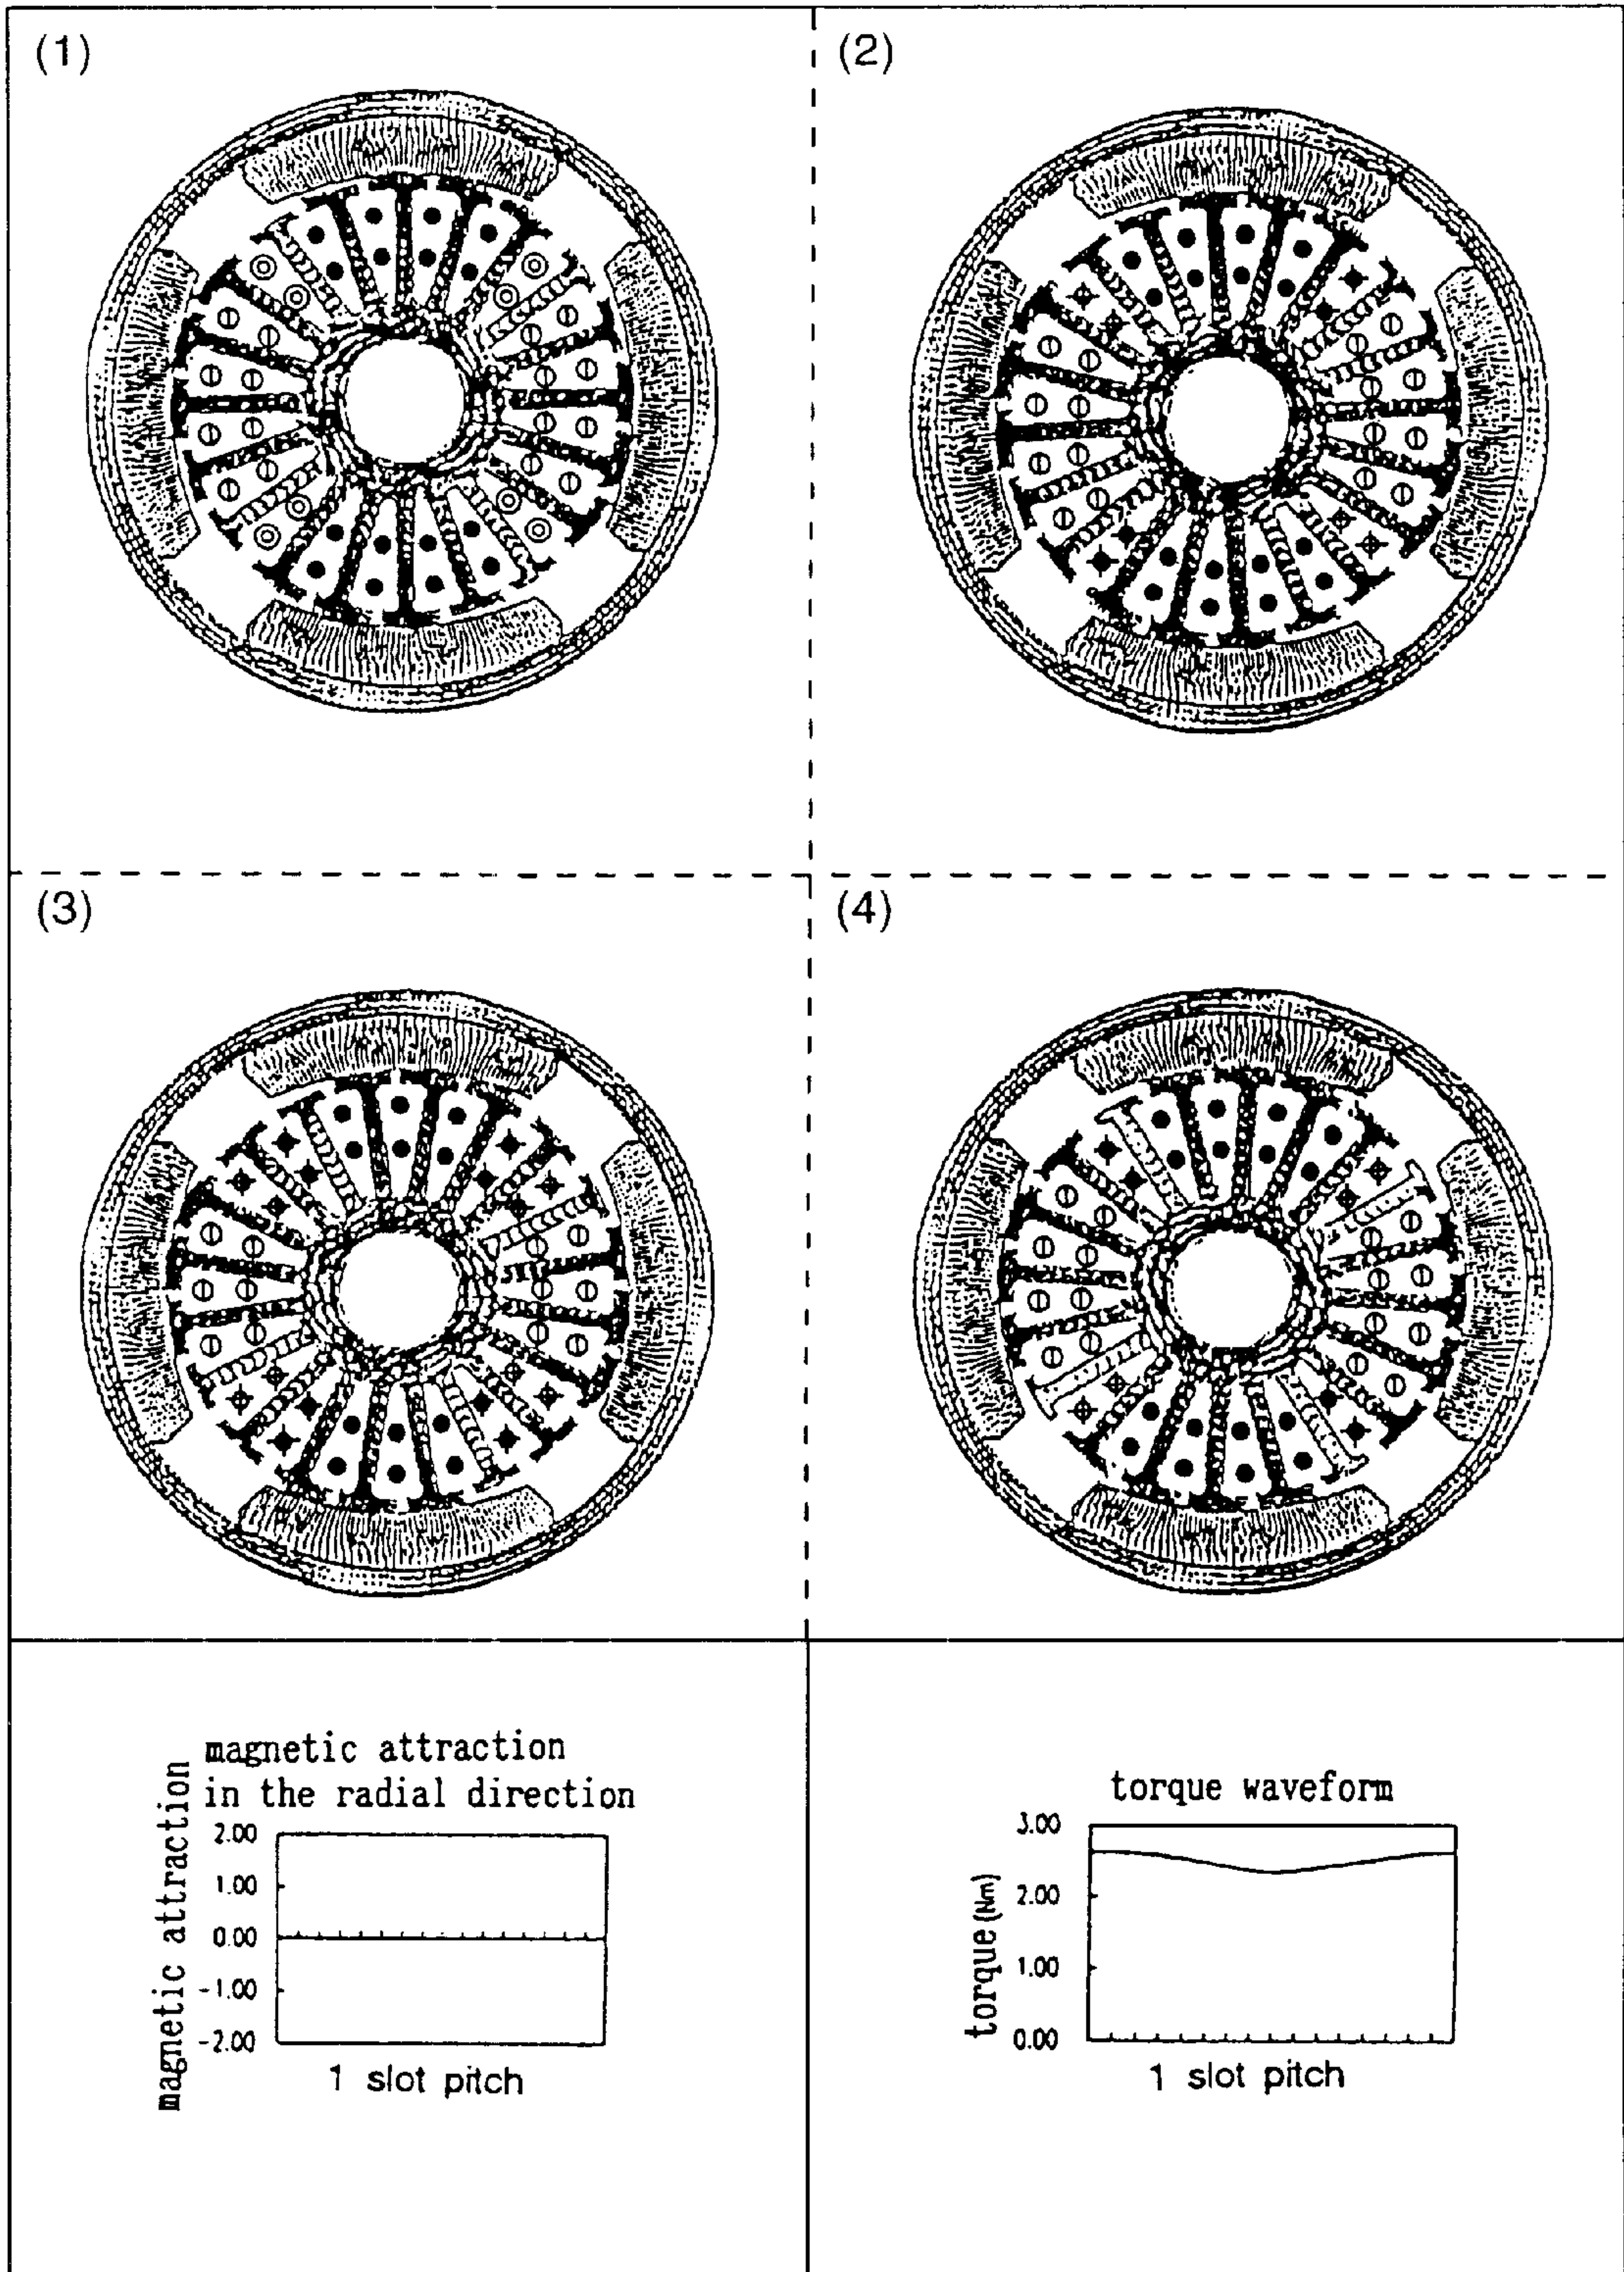 (1)
(2)
(3)
(4)
magnetic attraction
in the radial direction
magnetic attraction
2.00
1.00
0.00
-1.00
-2.00
1 slot pitch
torque waveform
torque (Nm)
3.00
2.00
1.00
0.00
1 slot pitch